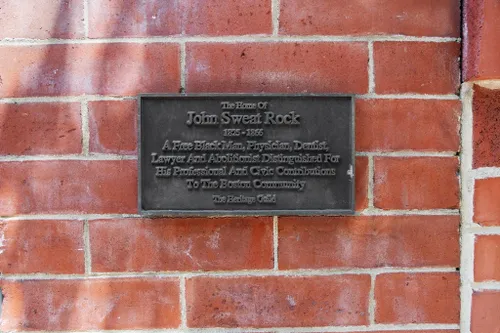 The Home Of
John Sweat Rock
1825 - 1866
A Free Black Man, Physician, Dentist,
Lawyer And Abolitionist Distinguished For
His Professional And Civic Contributions
To The Boston Community
The Heritage Guild